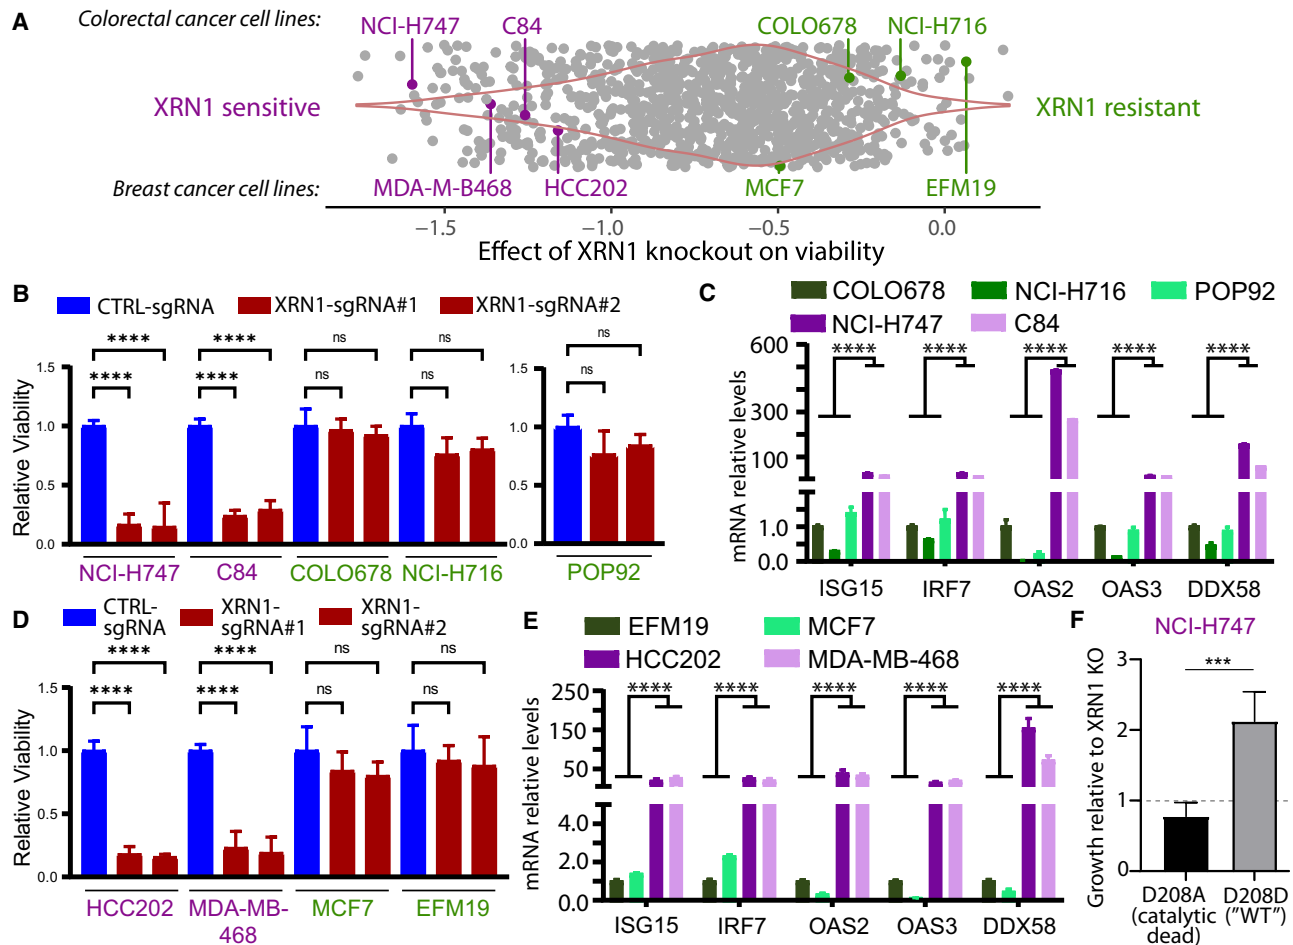 A
Colorectal cancer cell lines:
NCI-H747
C84
COLO678
NCI-H716
XRN1 sensitive
XRN1 resistant
Breast cancer cell lines:
MDA-M-B468
HCC202
MCF7
EFM19
−1.5
−1.0
−0.5
0.0
Effect of XRN1 knockout on viability
B
CTRL-sgRNA
XRN1-sgRNA#1
XRN1-sgRNA#2
Relative Viability
1.5
1.0
0.5
0.0
****
****
****
****
ns
ns
ns
ns
NCI-H747
C84
COLO678
NCI-H716
1.5
1.0
0.5
0.0
ns
ns
POP92
C
COLO678
NCI-H716
POP92
NCI-H747
C84
mRNA relative levels
600
300
100
1.0
0.0
****
****
****
****
****
ISG15
IRF7
OAS2
OAS3
DDX58
D
CTRL-
sgRNA
XRN1-
sgRNA#1
XRN1-
sgRNA#2
Relative Viability
1.5
1.0
0.5
0.0
****
****
****
****
ns
ns
ns
ns
HCC202
MDA-MB-
468
MCF7
EFM19
E
EFM19
MCF7
HCC202
MDA-MB-468
mRNA relative levels
250
150
50
4.0
2.0
0.0
****
****
****
****
****
ISG15
IRF7
OAS2
OAS3
DDX58
F
NCI-H747
Growth relative to XRN1 KO
3
2
1
0
***
D208A
(catalytic
dead)
D208D
("WT")